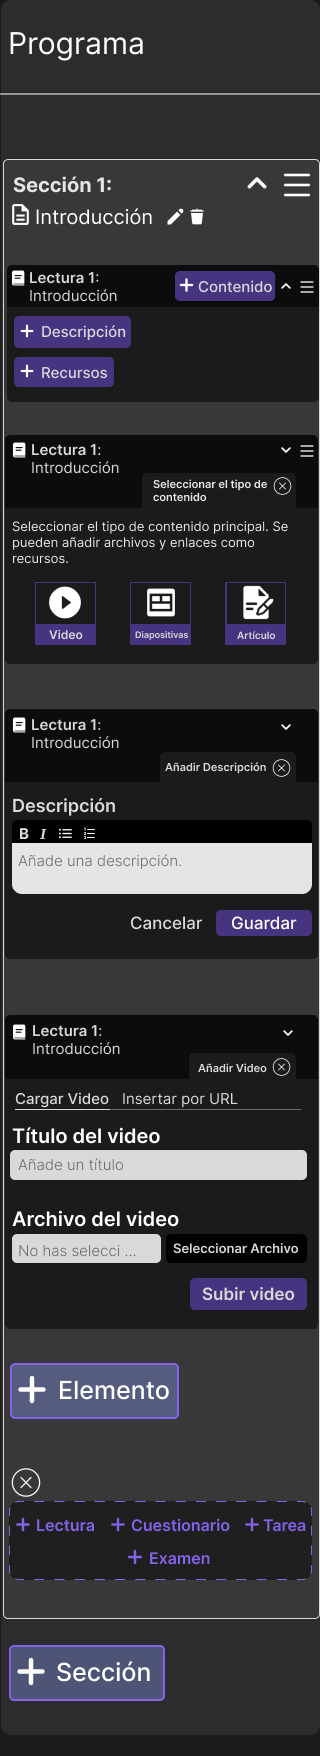 Programa
Sección 1:
Introducción
Lectura 1:
Introducción
+ Contenido
+ Descripción
+ Recursos
Lectura 1:
Introducción
Seleccionar el tipo de
contenido
Seleccionar el tipo de contenido principal. Se
pueden añadir archivos y enlaces como
recursos.
Video
Diapositivas
Artículo
Lectura 1:
Introducción
Añadir Descripción
Descripción
B I
Añade una descripción.
Cancelar
Guardar
Lectura 1:
Introducción
Añadir Video
Cargar Video
Insertar por URL
Título del video
Añade un título
Archivo del video
No has selecci ...
Seleccionar Archivo
Subir video
+ Elemento
+ Lectura
+ Cuestionario
+ Tarea
+ Examen
+ Sección